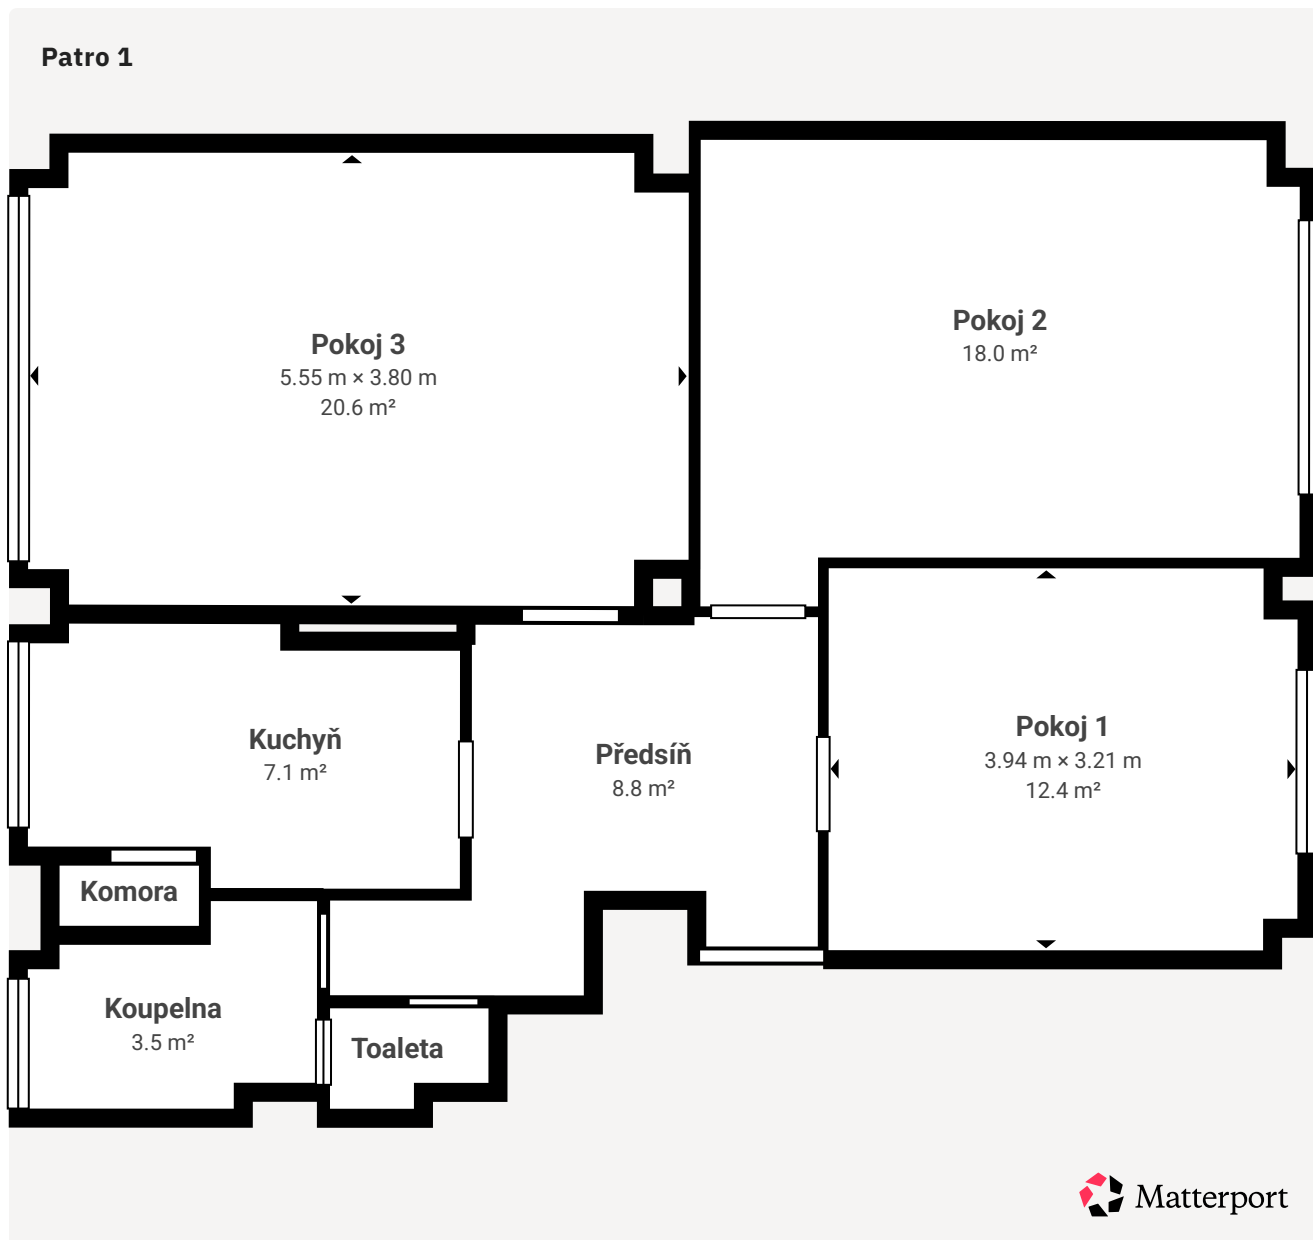 Patro 1
Pokoj 3
5.55 m × 3.80 m
20.6 m²
Pokoj 2
18.0 m²
Kuchyň
7.1 m²
Předsíň
8.8 m²
Pokoj 1
3.94 m × 3.21 m
12.4 m²
Komora
Koupelna
3.5 m²
Toaleta
Matterport